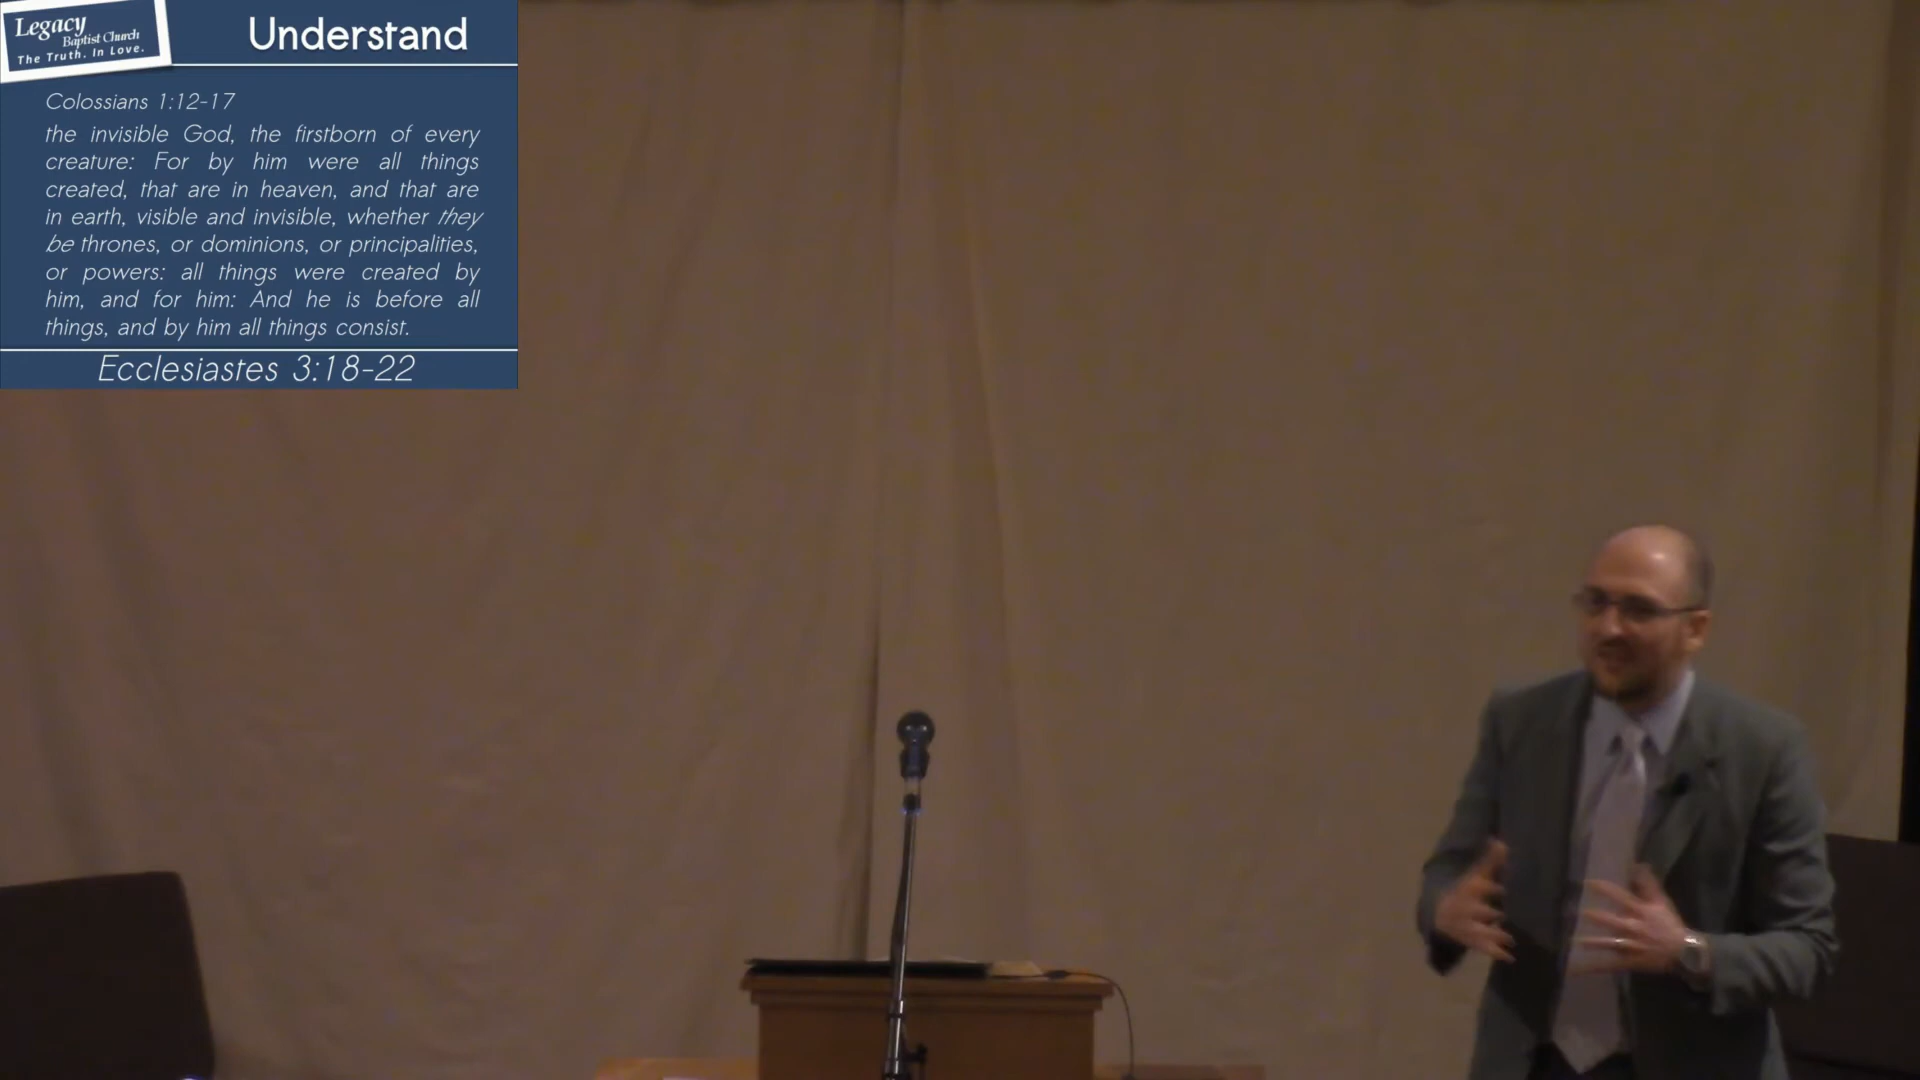 Legacy
Baptist Church
The Truth. In Love.
Understand
Colossians 1:12-17
the invisible God, the firstborn of every
creature: For by him were all things
created, that are in heaven, and that are
in earth, visible and invisible, whether they
be thrones, or dominions, or principalities,
or powers: all things were created by
him, and for him: And he is before all
things, and by him all things consist.
Ecclesiastes 3:18-22